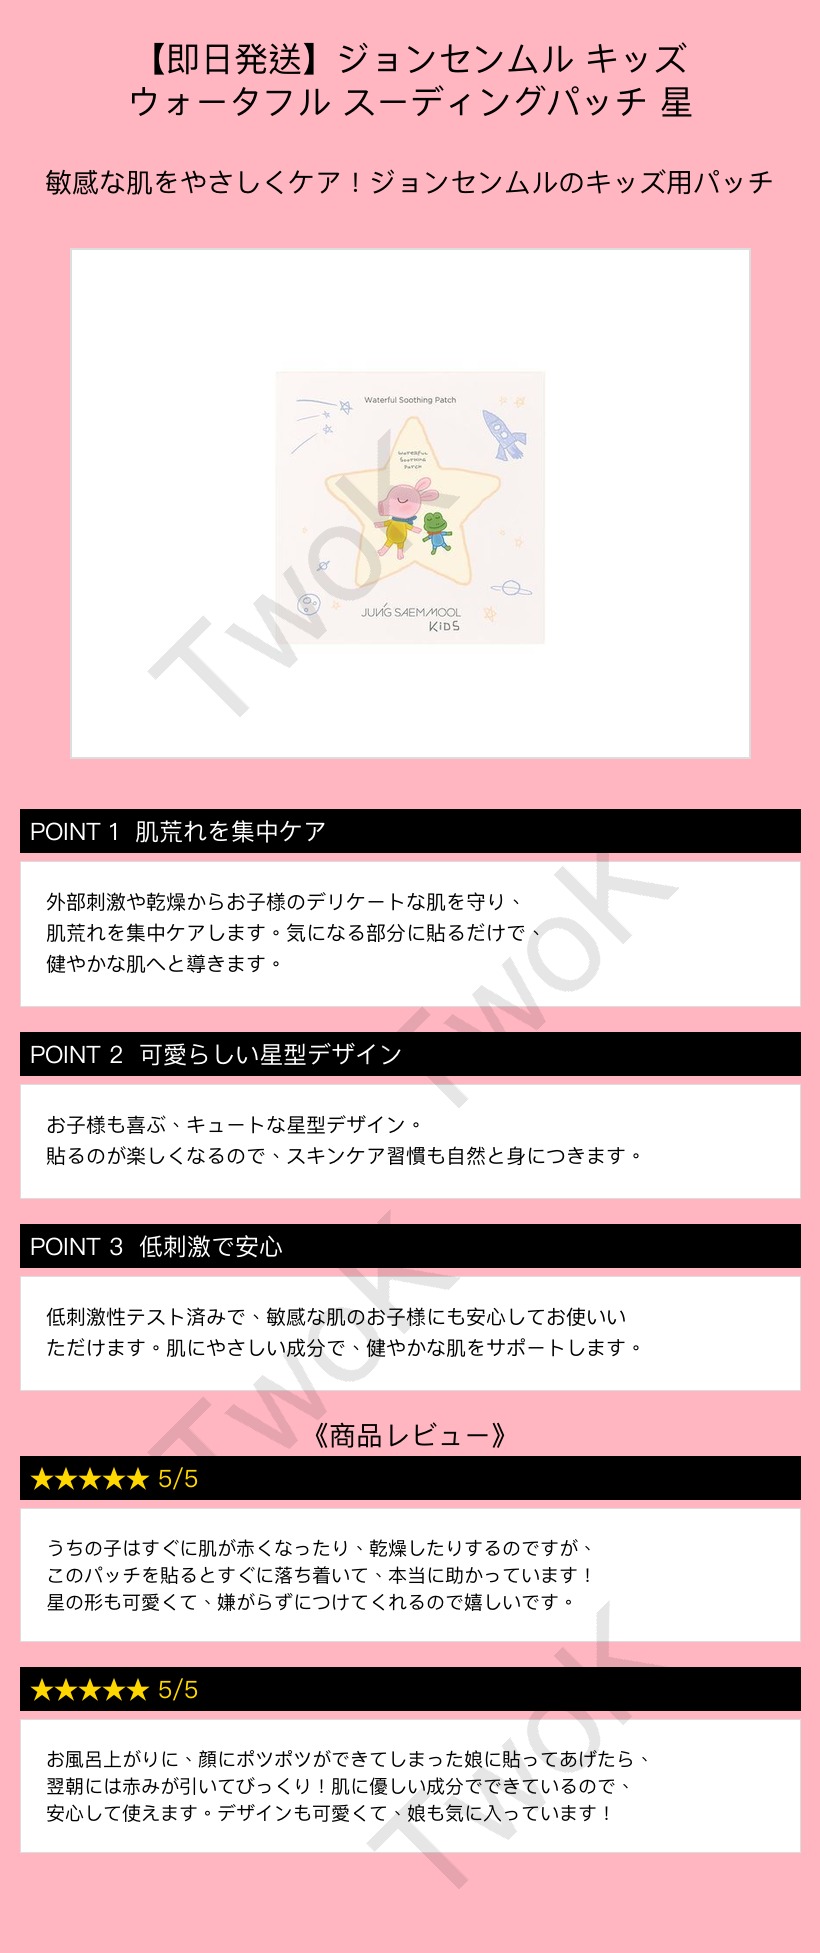 【即日発送】ジョンセンムル キッズ
ウォータフル スーディングパッチ 星
敏感な肌をやさしくケア！ジョンセンムルのキッズ用パッチ
Waterful Soothing Patch
WATERFUL
SOOTHING
PATCH
JUNG SAEM MOOL
KiDS
TwoK
POINT 1 肌荒れを集中ケア
外部刺激や乾燥からお子様のデリケートな肌を守り、
肌荒れを集中ケアします。気になる部分に貼るだけで、
健やかな肌へと導きます。
TwoK
POINT 2 可愛らしい星型デザイン
お子様も喜ぶ、キュートな星型デザイン。
貼るのが楽しくなるので、スキンケア習慣も自然と身につきます。
POINT 3 低刺激で安心
低刺激性テスト済みで、敏感な肌のお子様にも安心してお使いい
ただけます。肌にやさしい成分で、健やかな肌をサポートします。
TwoK
《商品レビュー》
★★★★★ 5/5
うちの子はすぐに肌が赤くなったり、乾燥したりするのですが、
このパッチを貼るとすぐに落ち着いて、本当に助かっています！
星の形も可愛くて、嫌がらずにつけてくれるので嬉しいです。
★★★★★ 5/5
お風呂上がりに、顔にポツポツができてしまった娘に貼ってあげたら、
翌朝には赤みが引いてびっくり！肌に優しい成分でできているので、
安心して使えます。デザインも可愛くて、娘も気に入っています！
TwoK